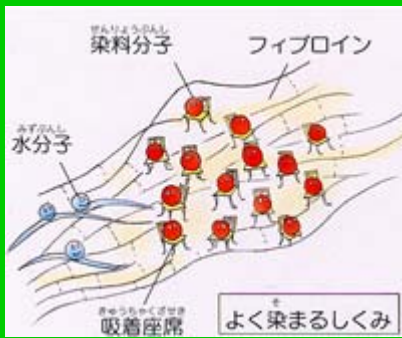 せんりょうぶんし
染料分子
フィブロイン
みずぶんし
水分子
きゅうちゃくざせき
吸着座席
そ
よく染まるしくみ